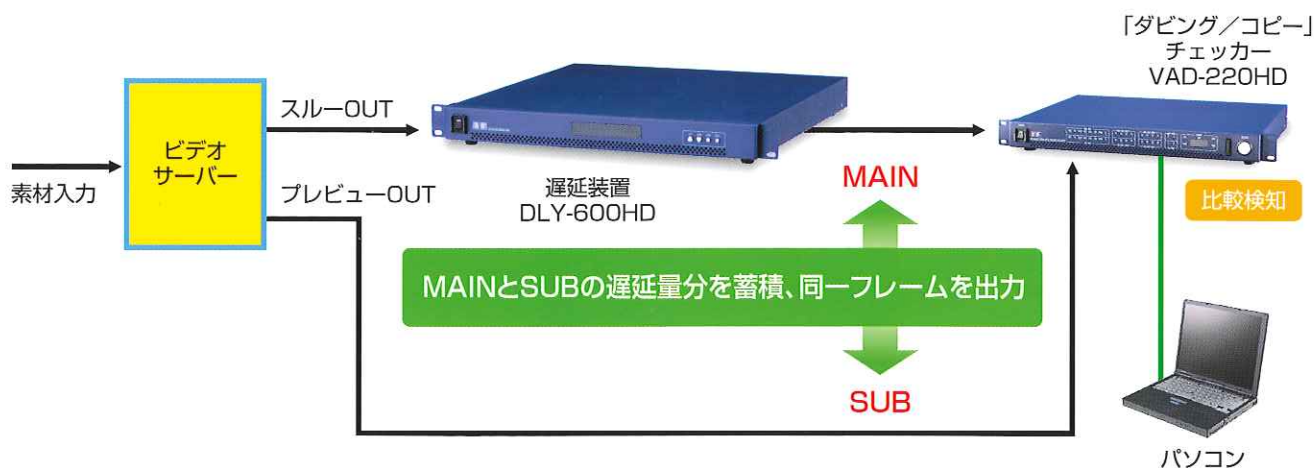 「ダビング／コピー」
チェッカー
VAD-220HD
スルーOUT
ビデオ
サーバー
素材入力
プレビューOUT
遅延装置
DLY-600HD
MAIN
比較検知
MAINとSUBの遅延量分を蓄積、同一フレームを出力
SUB
パソコン